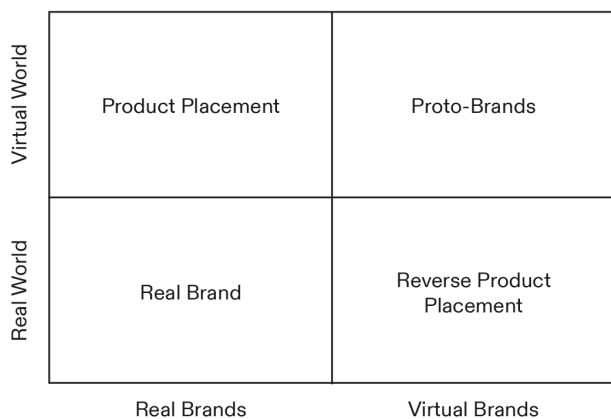 Virtual World
Product Placement
Proto-Brands
Real World
Real Brand
Reverse Product
Placement
Real Brands
Virtual Brands